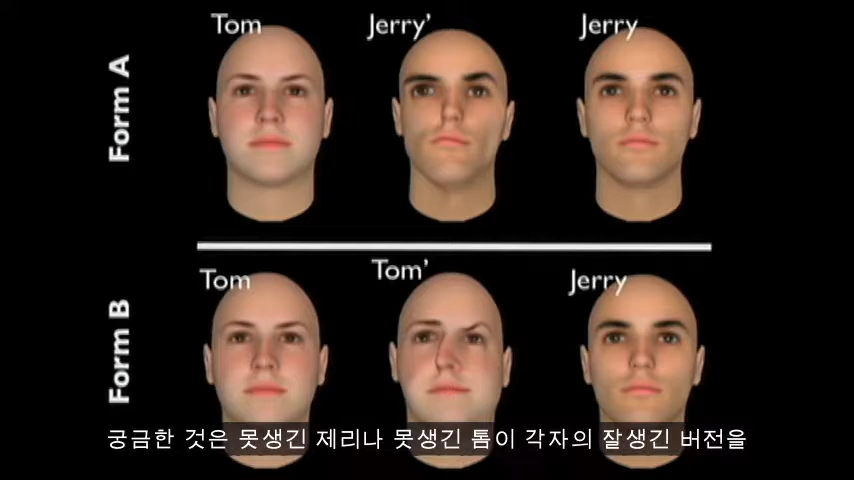 Tom
Jerry'
Jerry
Form A
Tom
Tom'
Jerry
Form B
궁금한 것은 못생긴 제리나 못생긴 톰이 각자의 잘생긴 버전을